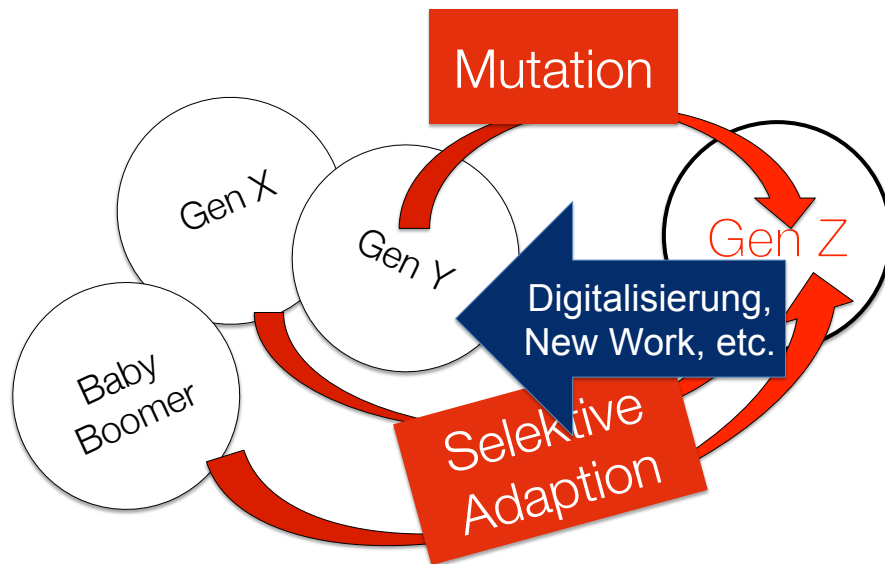 Mutation
Gen X
Gen Y
Gen Z
Digitalisierung,
New Work, etc.
Baby
Boomer
Selektive
Adaption